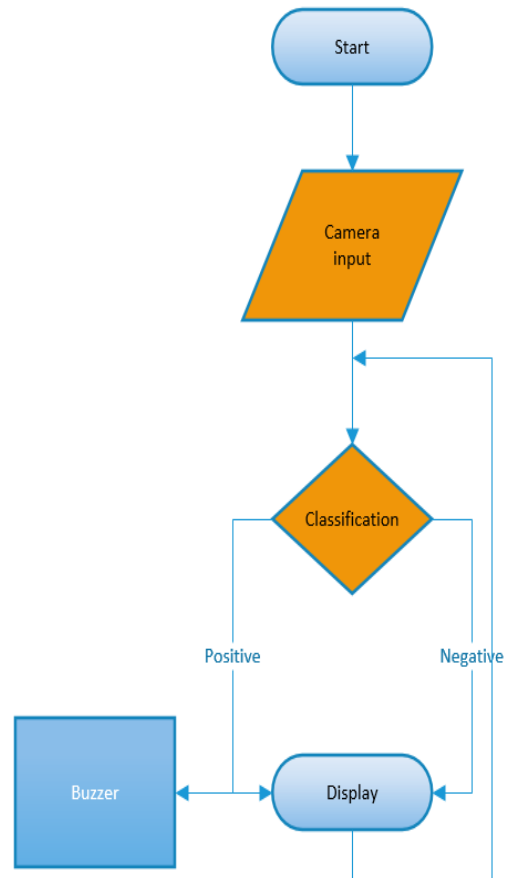 Start
Camera
input
Classification
Positive
Negative
Buzzer
Display